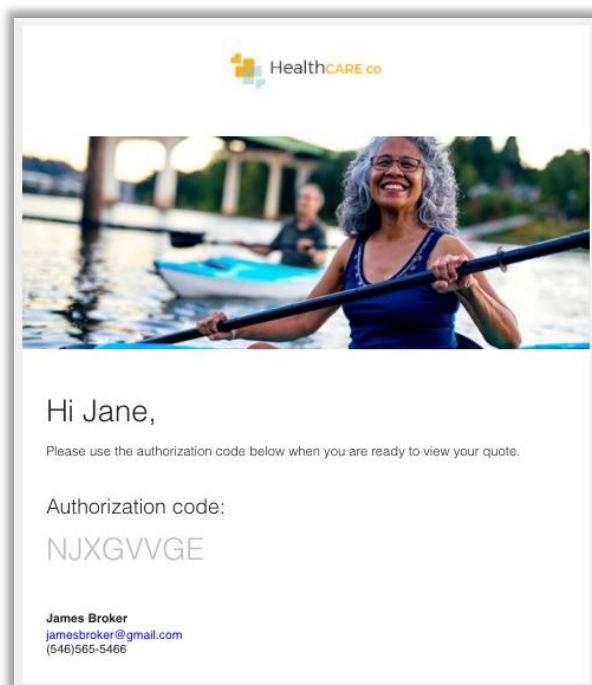 HealthCARE co
Hi Jane,
Please use the authorization code below when you are ready to view your quote.
Authorization code:
NJXGVVGE
James Broker
jamesbroker@gmail.com
(546)565-5466